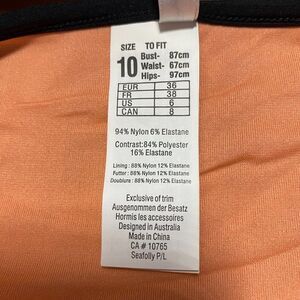 SIZE TO FIT
10 Bust- 87cm
Waist- 67cm
Hips- 97cm
EUR 36
FR 38
US 6
CAN 8
94% Nylon 6% Elastane
Contrast:84% Polyester
16% Elastane
Lining : 88% Nylon 12% Elastane
Futter : 88% Nylon 12% Elastane
Doublure : 88% Nylon 12% Elastane
Exclusive of trim
Ausgenommen der Besatz
Hormis les accessoires
Designed in Australia
Made in China
CA # 10765
Seafolly P/L